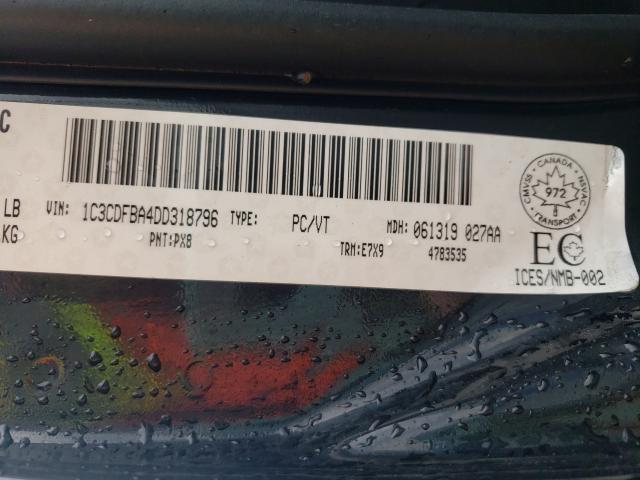 C
LB VIN: 1C3CDFBA4DD318796 TYPE: PC/VT MDH: 061319 027AA
KG PNT:PX8 TRM:E7X9 4783535
CMVSS · CANADA · NSVAC
972
TRANSPORT
EC
ICES/NMB-002